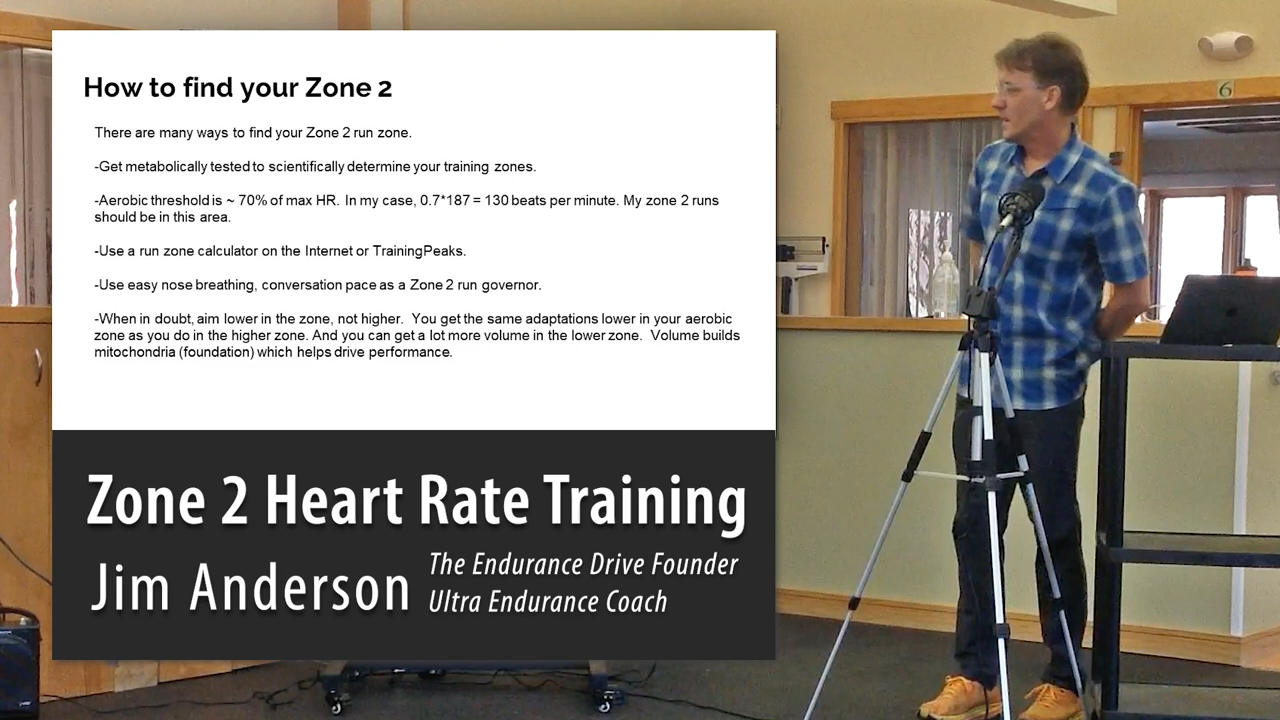 How to find your Zone 2
There are many ways to find your Zone 2 run zone.
-Get metabolically tested to scientifically determine your training zones.
-Aerobic threshold is ~ 70% of max HR. In my case, 0.7*187 = 130 beats per minute. My zone 2 runs
should be in this area.
-Use a run zone calculator on the Internet or TrainingPeaks.
-Use easy nose breathing, conversation pace as a Zone 2 run governor.
-When in doubt, aim lower in the zone, not higher. You get the same adaptations lower in your aerobic
zone as you do in the higher zone. And you can get a lot more volume in the lower zone. Volume builds
mitochondria (foundation) which helps drive performance.
Zone 2 Heart Rate Training
Jim Anderson
The Endurance Drive Founder
Ultra Endurance Coach
6